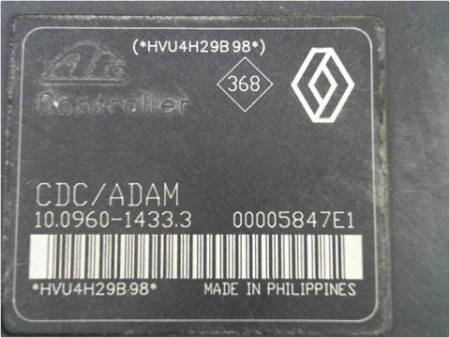 (*HVU4H29B98*)
Ate
368
Controller
CDC/ADAM
10.0960-1433.3 00005847E1
*HVU4H29B98*
MADE IN PHILIPPINES